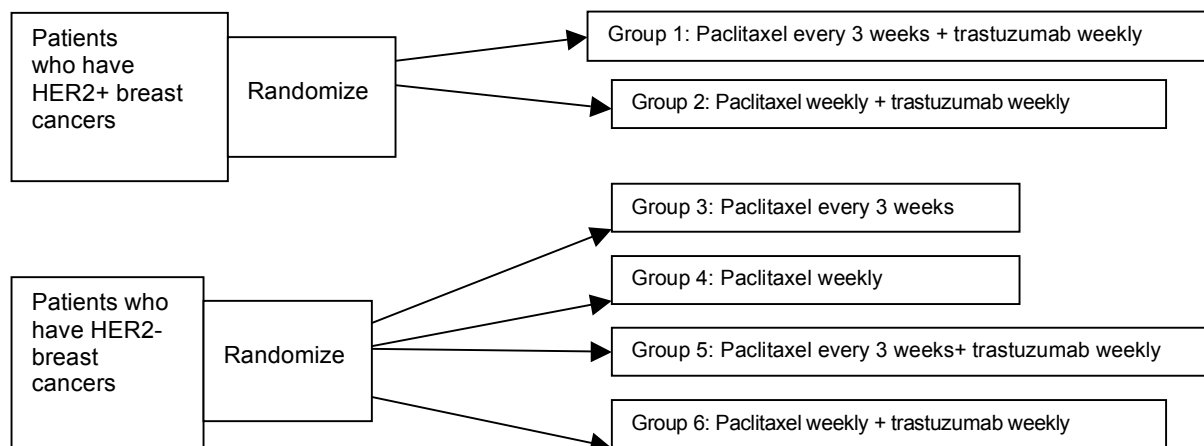 Patients
who have
HER2+ breast
cancers
Randomize
Group 1: Paclitaxel every 3 weeks + trastuzumab weekly
Group 2: Paclitaxel weekly + trastuzumab weekly
Patients who
have HER2-
breast
cancers
Randomize
Group 3: Paclitaxel every 3 weeks
Group 4: Paclitaxel weekly
Group 5: Paclitaxel every 3 weeks+ trastuzumab weekly
Group 6: Paclitaxel weekly + trastuzumab weekly